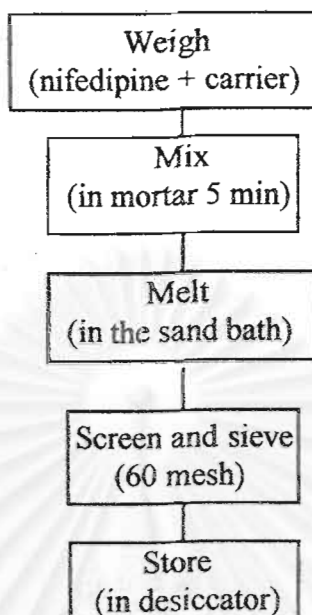 Weigh
(nifedipine + carrier)
Mix
(in mortar 5 min)
Melt
(in the sand bath)
Screen and sieve
(60 mesh)
Store
(in desiccator)